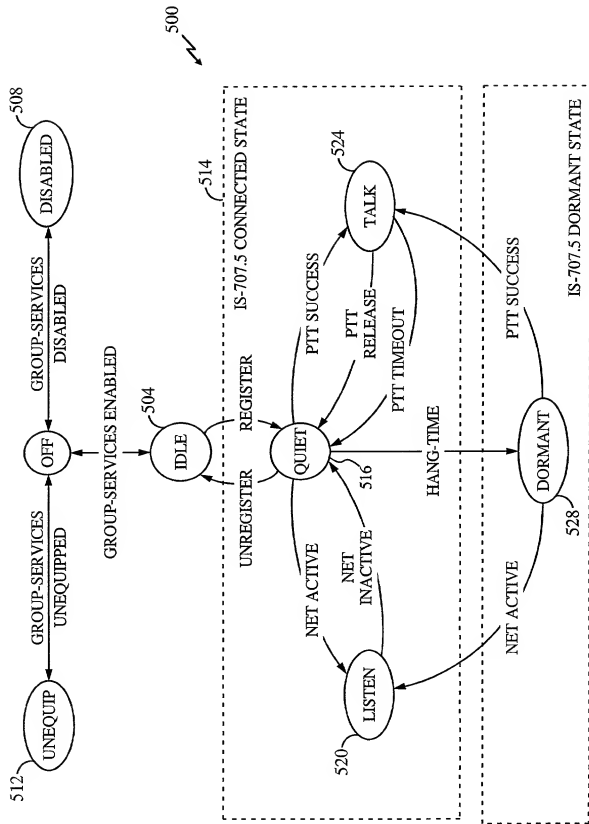 500
508
DISABLED
GROUP-SERVICES
DISABLED
OFF
GROUP-SERVICES
UNEQUIPPED
UNEQUIP
512
GROUP-SERVICES ENABLED
504
IDLE
REGISTER
UNREGISTER
514
IS-707.5 CONNECTED STATE
QUIET
516
PTT SUCCESS
PTT
RELEASE
PTT TIMEOUT
524
TALK
NET ACTIVE
NET
INACTIVE
LISTEN
520
HANG-TIME
IS-707.5 DORMANT STATE
PTT SUCCESS
DORMANT
528
NET ACTIVE